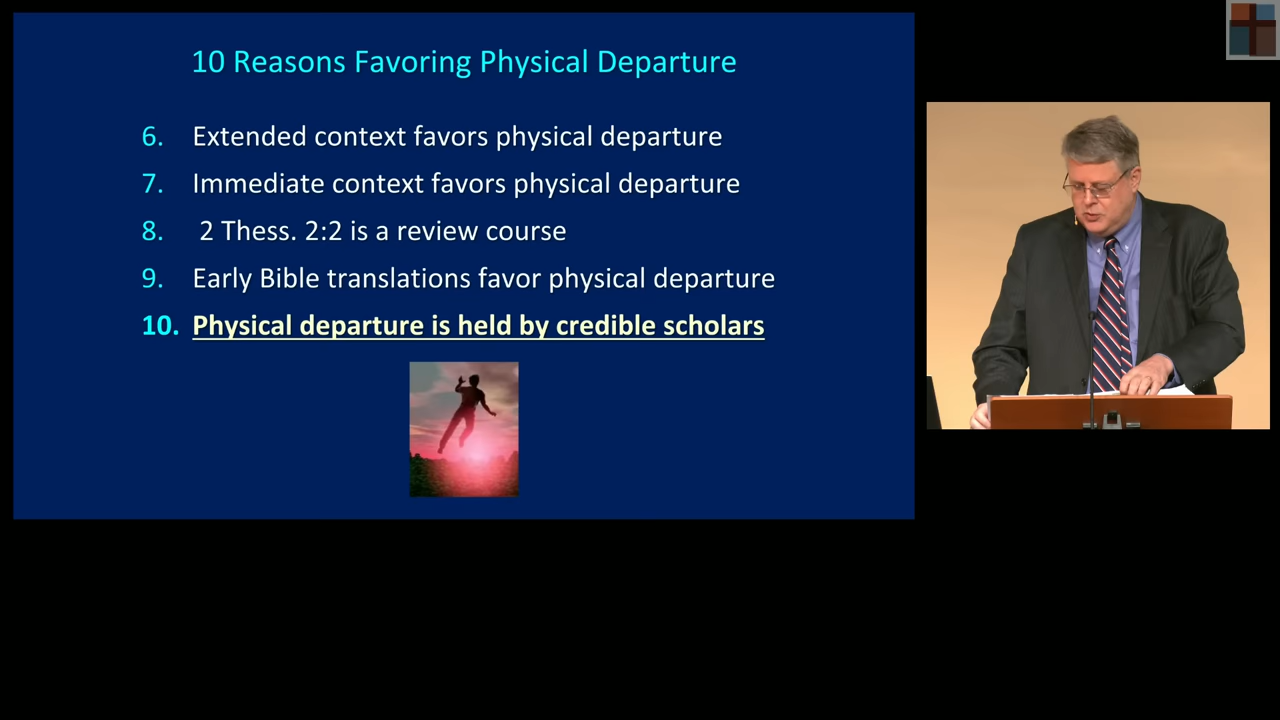 10 Reasons Favoring Physical Departure
6. Extended context favors physical departure
7. Immediate context favors physical departure
8. 2 Thess. 2:2 is a review course
9. Early Bible translations favor physical departure
10. Physical departure is held by credible scholars